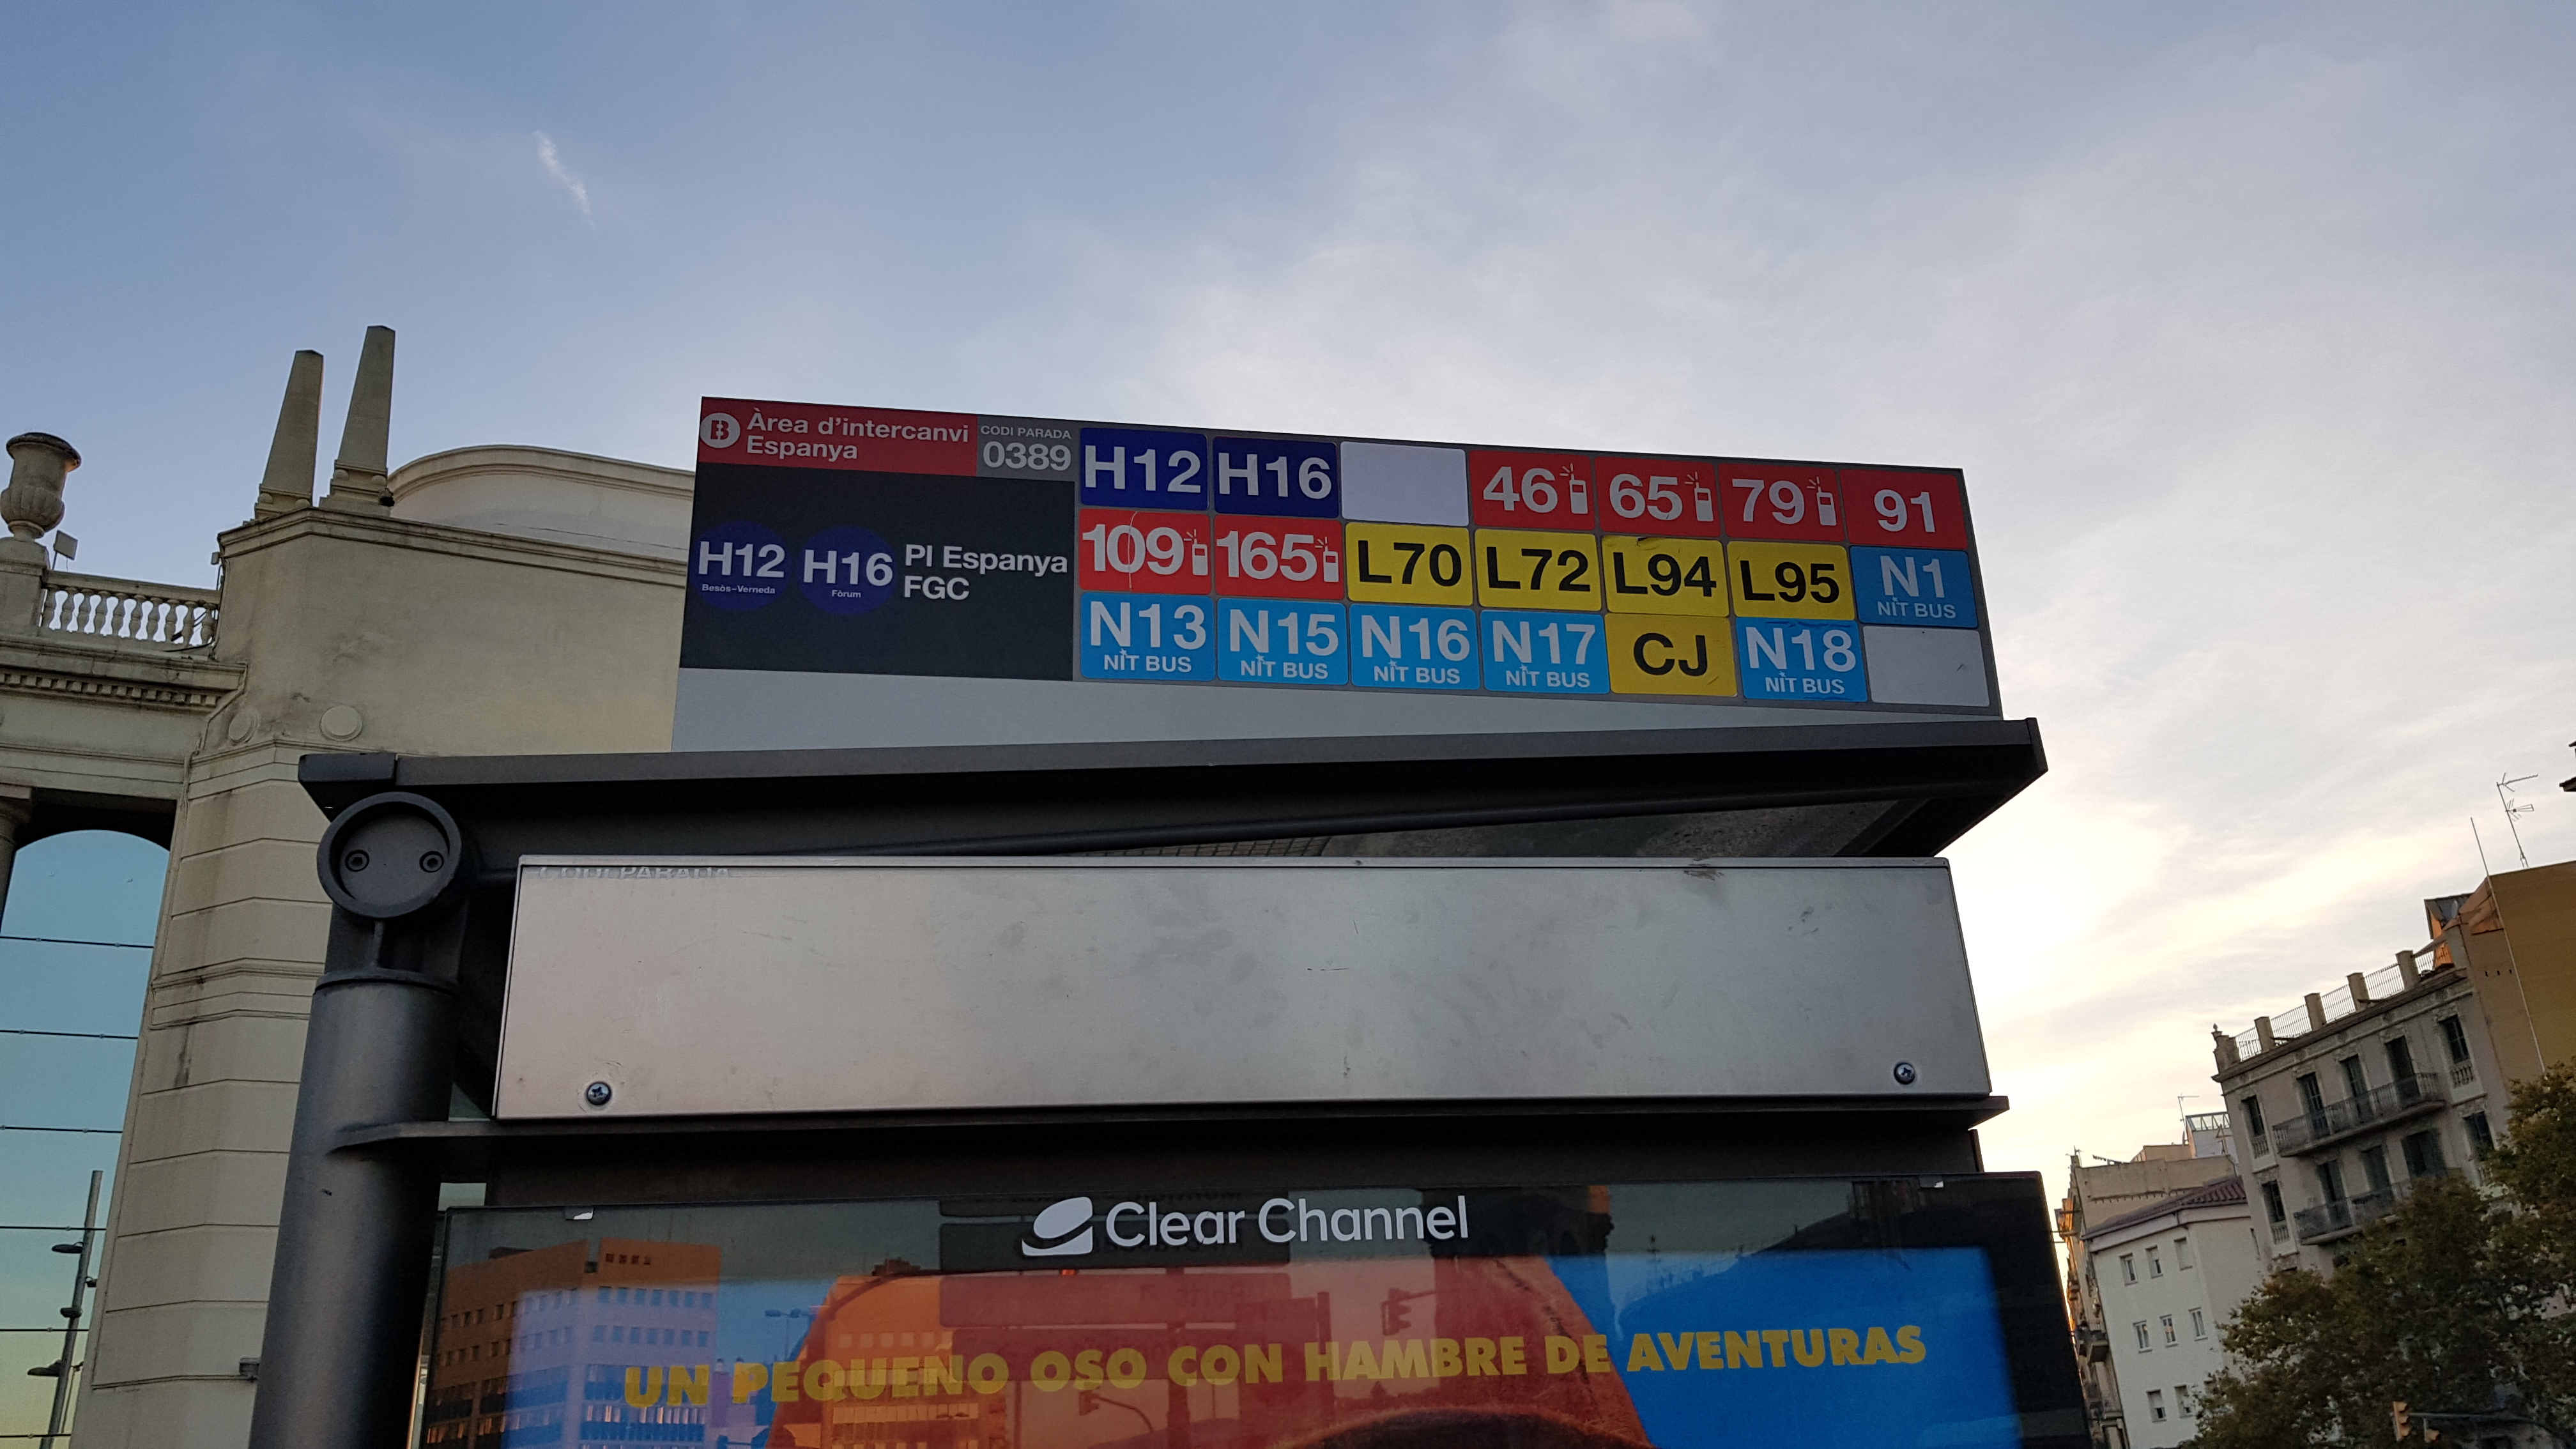 B Àrea d'intercanvi
Espanya
CODI PARADA
0389
H12 Besòs-Verneda
H16 Fòrum
Pl Espanya
FGC
H12 H16 46 65 79 91
109 165 L70 L72 L94 L95 N1 NIT BUS
N13 NIT BUS N15 NIT BUS N16 NIT BUS N17 NIT BUS CJ N18 NIT BUS
CODI PARADA
Clear Channel
UN PEQUEÑO OSO CON HAMBRE DE AVENTURAS